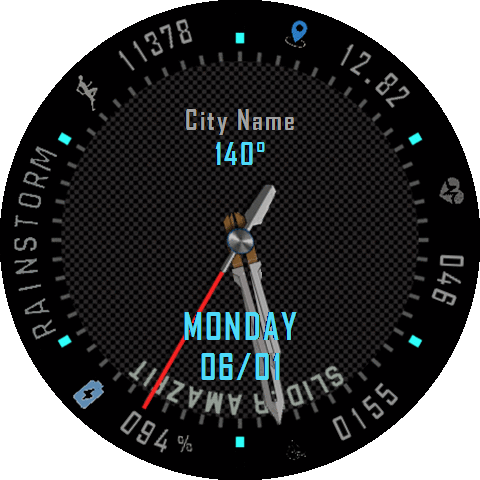 11378
12.82
RAINSTORM
City Name
140°
046
MONDAY
06/01
SLIDER AMAZFIT
094 %
0155